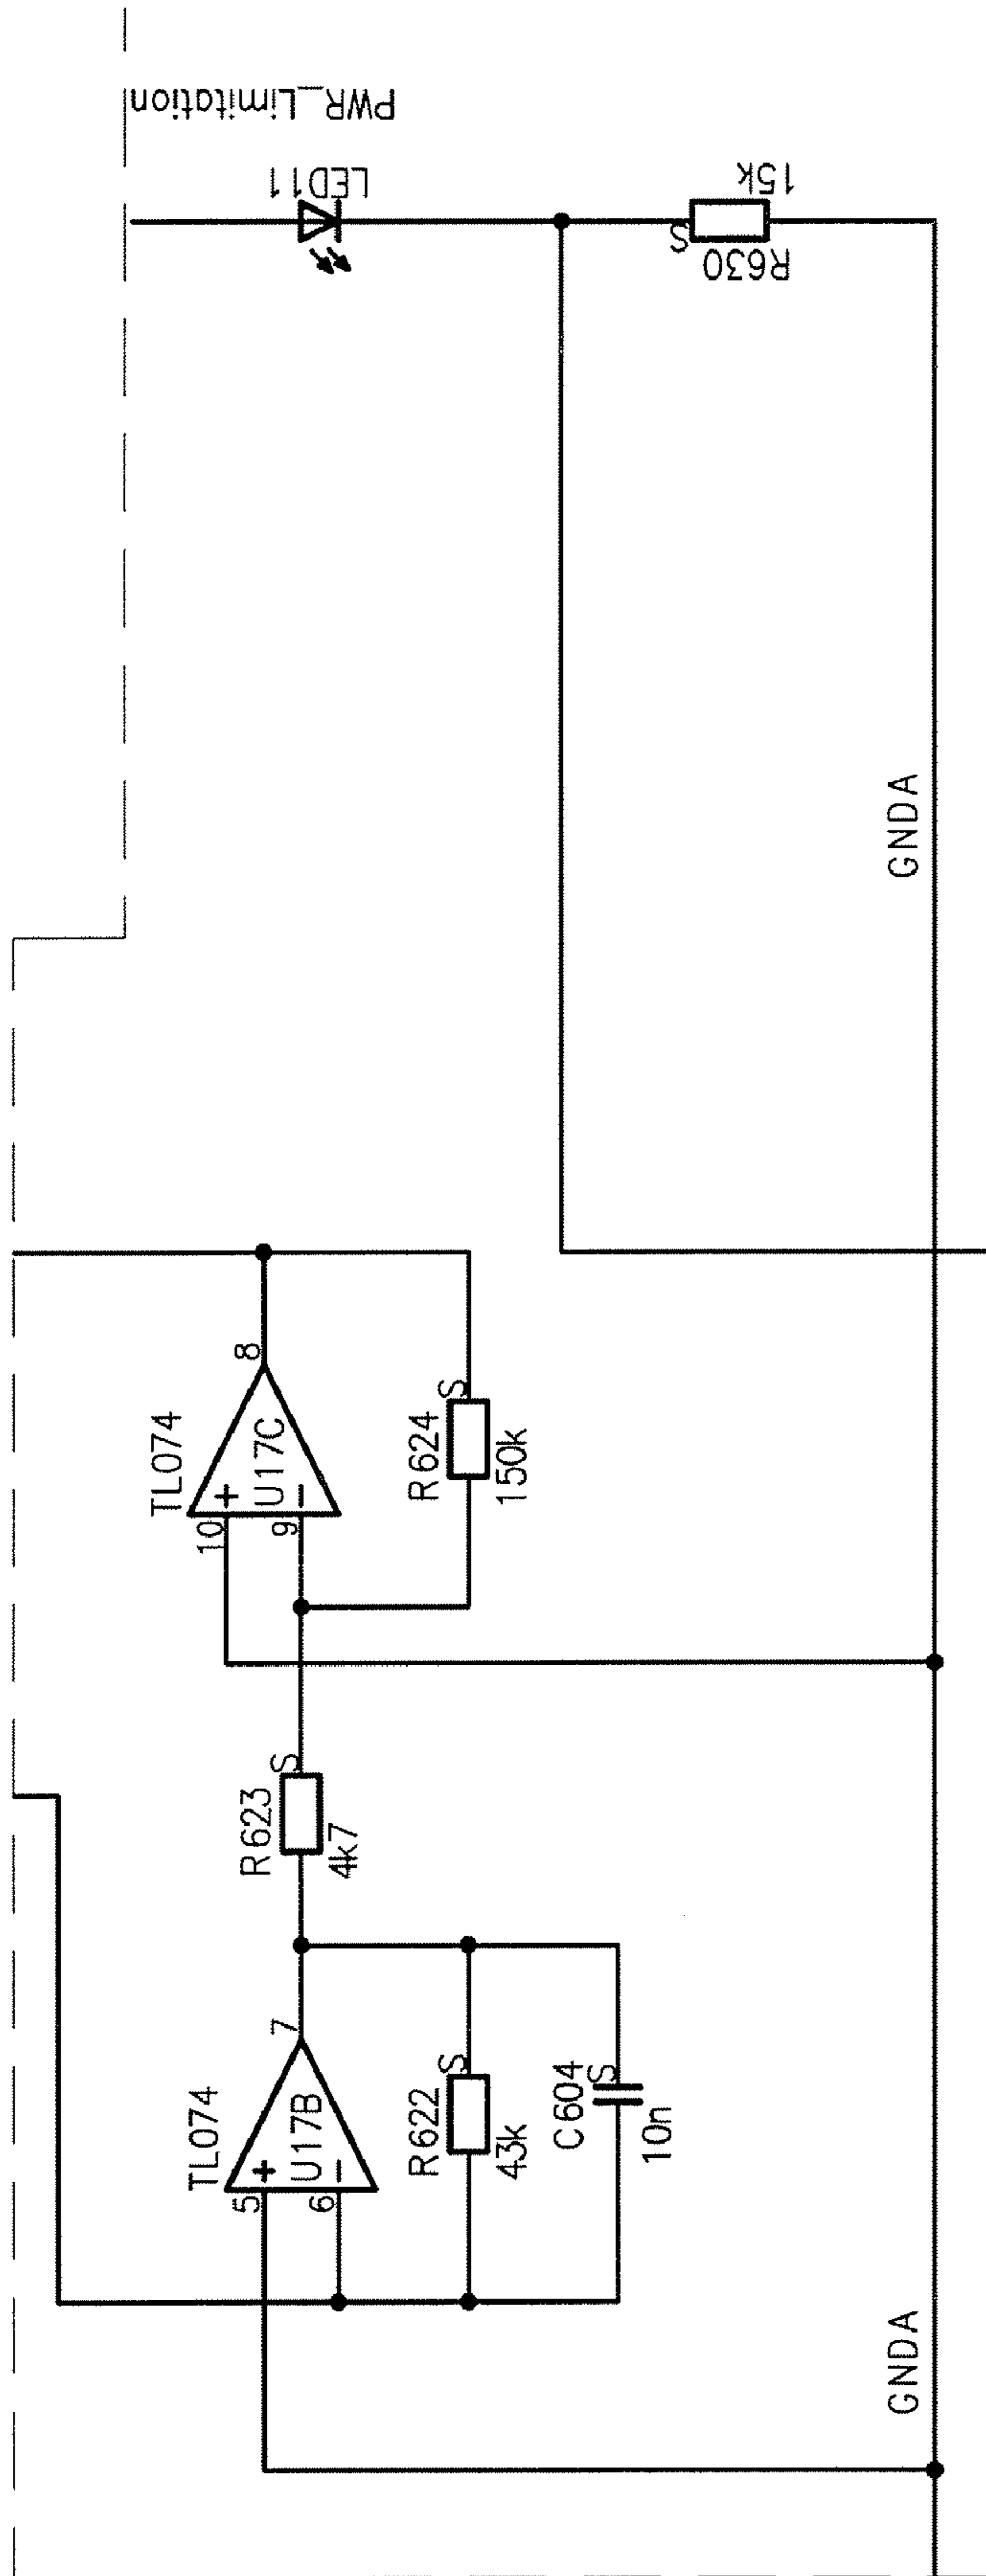 PWR_Limitation
LED11
15k
S
R630
GNDA
8
TL074
+
U17C
-
10
9
S
R624
150k
S
R623
4k7
7
TL074
+
U17B
-
5
6
S
R622
43k
S
C604
10n
GNDA